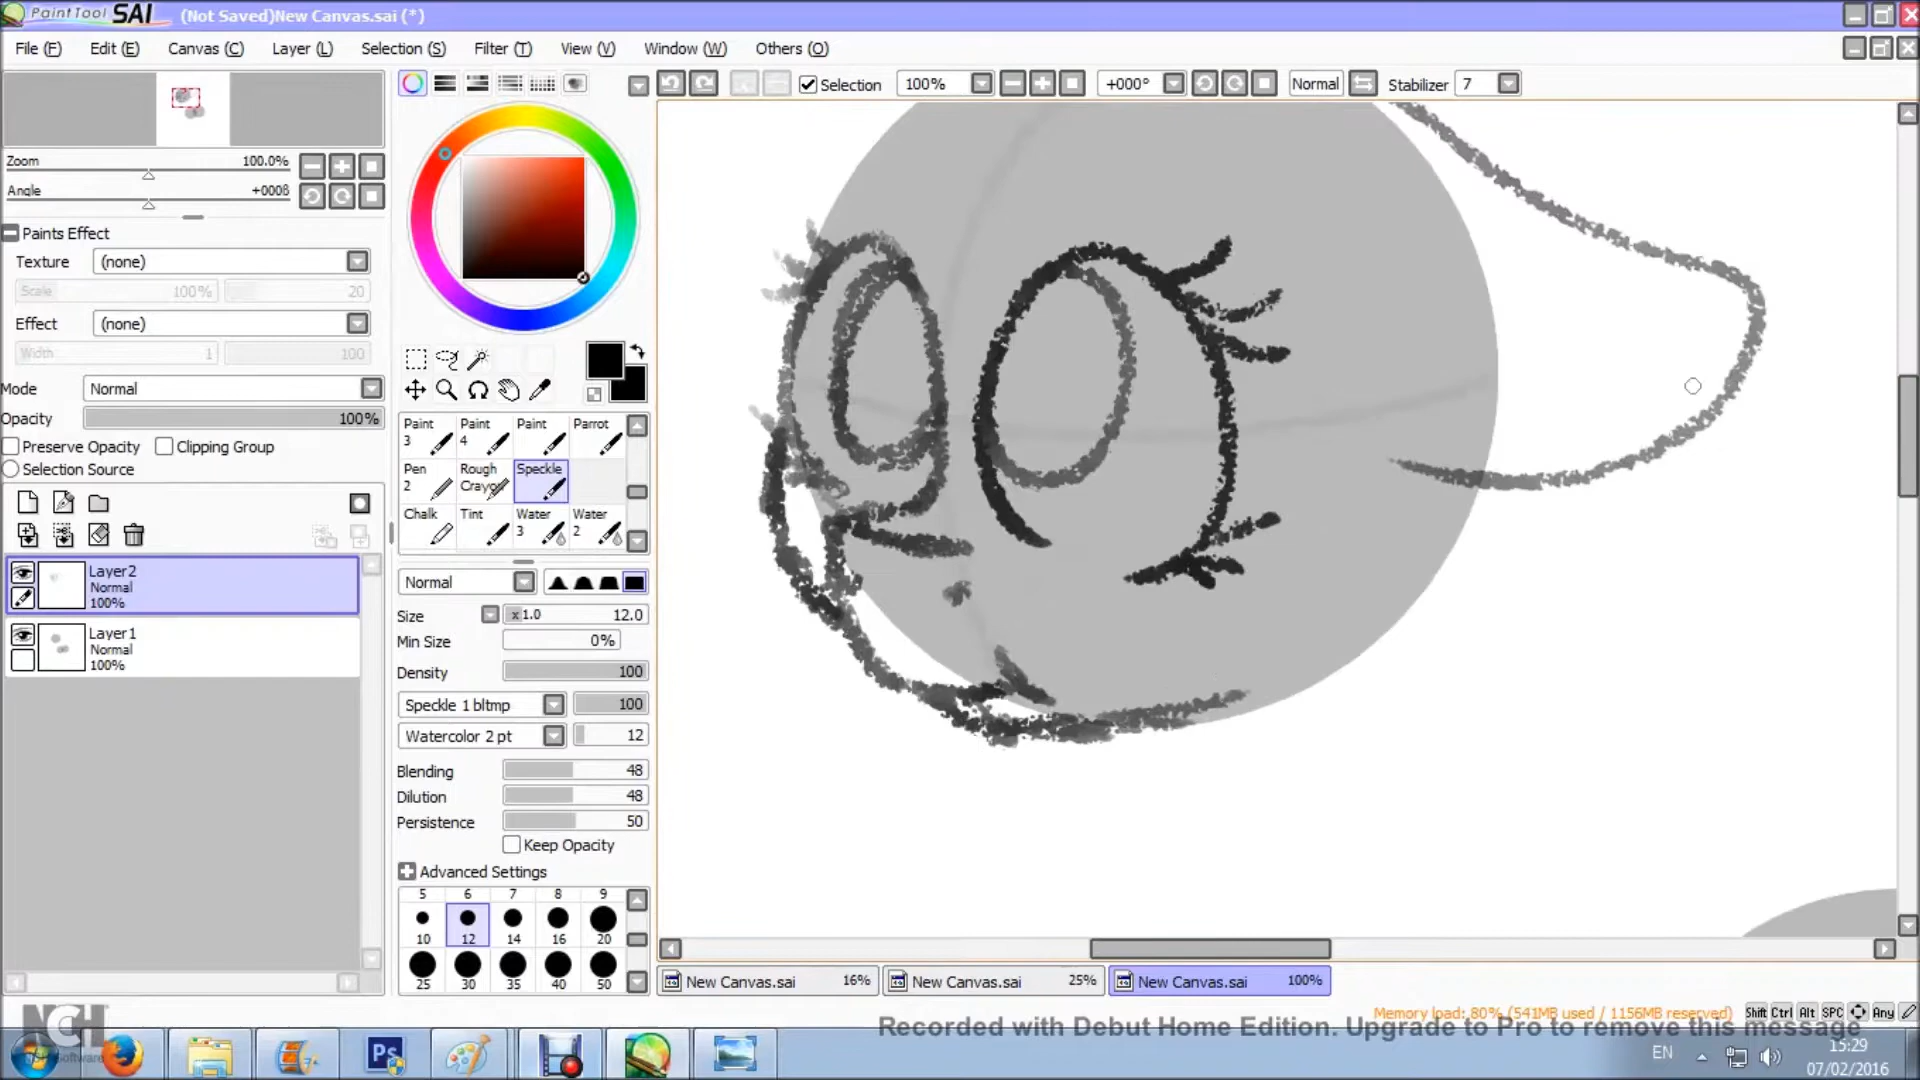 PaintTool SAI (Not Saved)New Canvas.sai (*)
File (F) Edit (E) Canvas (C) Layer (L) Selection (S) Filter (T) View (V) Window (W) Others (O)
Selection 100% +000° Normal Stabilizer 7
Zoom 100.0%
Angle +000ß
Paints Effect
Texture (none)
Scale 100% 20
Effect (none)
Width 1 100
Mode Normal
Opacity 100%
Preserve Opacity Clipping Group
Selection Source
Layer2
Normal
100%
Layer1
Normal
100%
Paint 3 Paint 4 Paint Parrot
Pen 2 Rough Crayon Speckle
Chalk Tint Water 3 Water 2
Normal
Size x1.0 12.0
Min Size 0%
Density 100
Speckle 1 bltmp 100
Watercolor 2 pt 12
Blending 48
Dilution 48
Persistence 50
Keep Opacity
Advanced Settings
5 6 7 8 9
10 12 14 16 20
25 30 35 40 50
New Canvas.sai 16% New Canvas.sai 25% New Canvas.sai 100%
Memory load: 80% (541MB used / 1156MB reserved) Shift Ctrl Alt SPC Any
Recorded with Debut Home Edition. Upgrade to Pro to remove this message
NCH Software
Ps
EN
15:29
07/02/2016